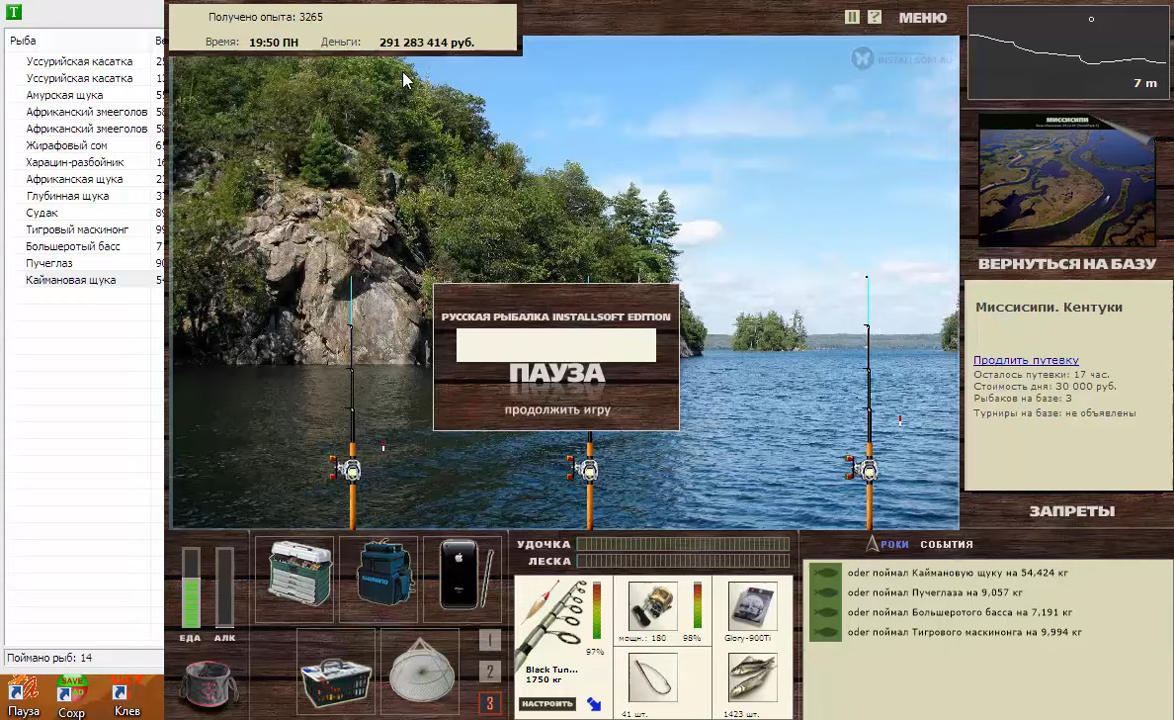 T
Рыба
Ве
Уссурийская касатка
Уссурийская касатка
Амурская щука
Африканский змееголов
Африканский змееголов
Жирафовый сом
Харацин-разбойник
Африканская щука
Глубинная щука
Судак
Тигровый маскинонг
Большеротый басс
Пучеглаз
Каймановая щука
Поймано рыб: 14
Пауза
SAVE
Сохр
Клев
Получено опыта: 3265
Время: 19:50 ПН Деньги: 291 283 414 руб.
? МЕНЮ
INSTALLSOM.AU
7 m
МИССИСИПИ
ВЕРНУТЬСЯ НА БАЗУ
Миссисипи. Кентуки
Продлить путевку
Осталось путевки: 17 час.
Стоимость дня: 30 000 руб.
Рыбаков на базе: 3
Турниры на базе: не объявлены
ЗАПРЕТЫ
РУССКАЯ РЫБАЛКА INSTALLSOFT EDITION
ПАУЗА
продолжить игру
ЕДА АЛК
SHIMANO
1
2
3
УДОЧКА
ЛЕСКА
97%
Black Tun...
1750 кг
НАСТРОИТЬ
мощн.: 180 98%
Glory-900Ti
41 шт.
1423 шт.
РОКИ СОБЫТИЯ
oder поймал Каймановую щуку на 54,424 кг
oder поймал Пучеглаза на 9,057 кг
oder поймал Большеротого басса на 7,191 кг
oder поймал Тигрового маскинонга на 9,994 кг